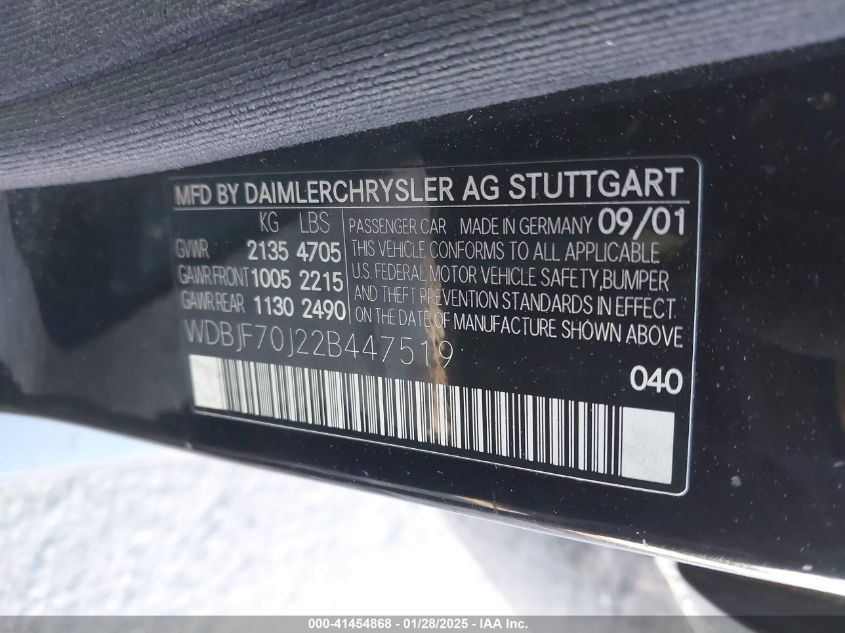 MFD BY DAIMLERCHRYSLER AG STUTTGART
KG LBS
GVWR 2135 4705
GAWR FRONT 1005 2215
GAWR REAR 1130 2490
PASSENGER CAR MADE IN GERMANY 09/01
THIS VEHICLE CONFORMS TO ALL APPLICABLE
U.S. FEDERAL MOTOR VEHICLE SAFETY, BUMPER
AND THEFT PREVENTION STANDARDS IN EFFECT
ON THE DATE OF MANUFACTURE SHOWN ABOVE
WDBJF70J22B447519
040
000-41454868 - 01/28/2025 - IAA Inc.